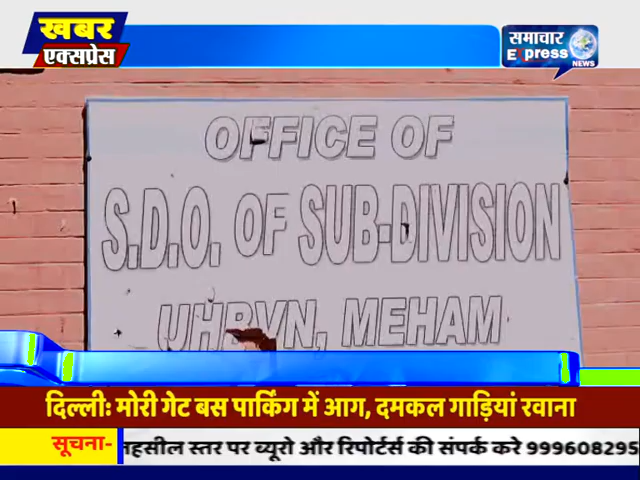 खबर
एक्सप्रेस
समाचार
Express
NEWS
OFFICE OF
S.D.O. OF SUB-DIVISION
UHBVN, MEHAM
दिल्ली: मोरी गेट बस पार्किंग में आग, दमकल गाड़ियां रवाना
सूचना- तहसील स्तर पर ब्यूरो और रिपोर्टर्स की संपर्क करे 999608295